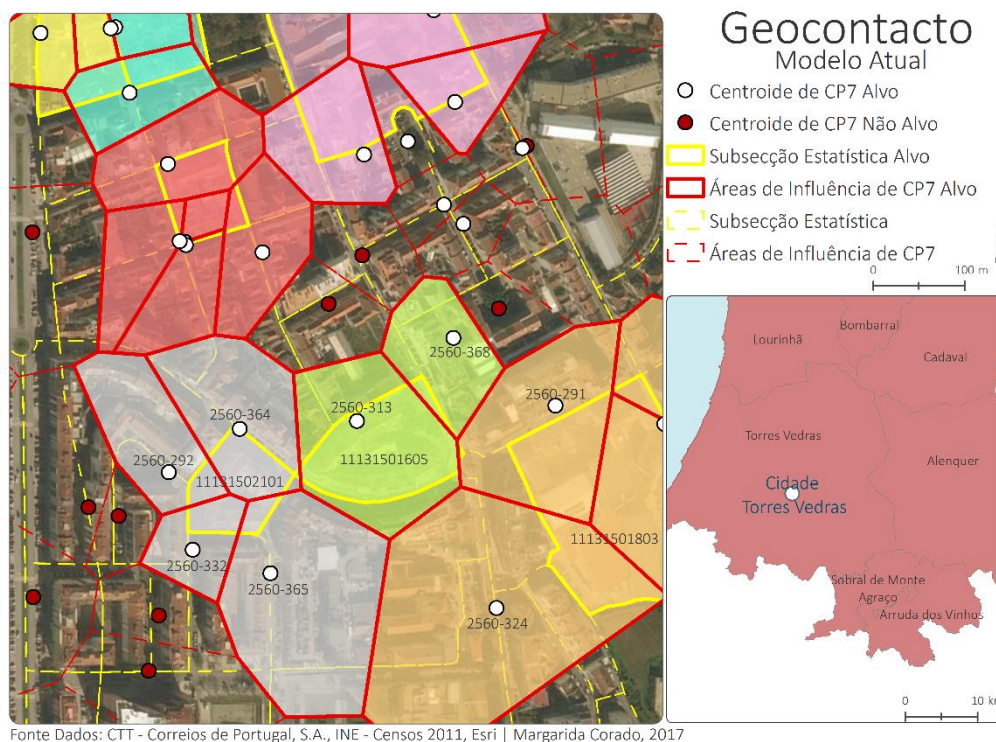 Geocontacto
Modelo Atual
Centroide de CP7 Alvo
Centroide de CP7 Não Alvo
Subsecção Estatística Alvo
Áreas de Influência de CP7 Alvo
Subsecção Estatística
Áreas de Influência de CP7
0 100 m
2560-368
2560-291
2560-313
2560-364
11131501605
2560-292
11131502101
11131501803
2560-332
2560-365
2560-324
Bombarral
Lourinhã
Cadaval
Torres Vedras
Alenquer
Cidade
Torres Vedras
Sobral de Monte
Agraço
Arruda dos Vinhos
0 10 km
Fonte Dados: CTT - Correios de Portugal, S.A., INE - Censos 2011, Esri | Margarida Corado, 2017